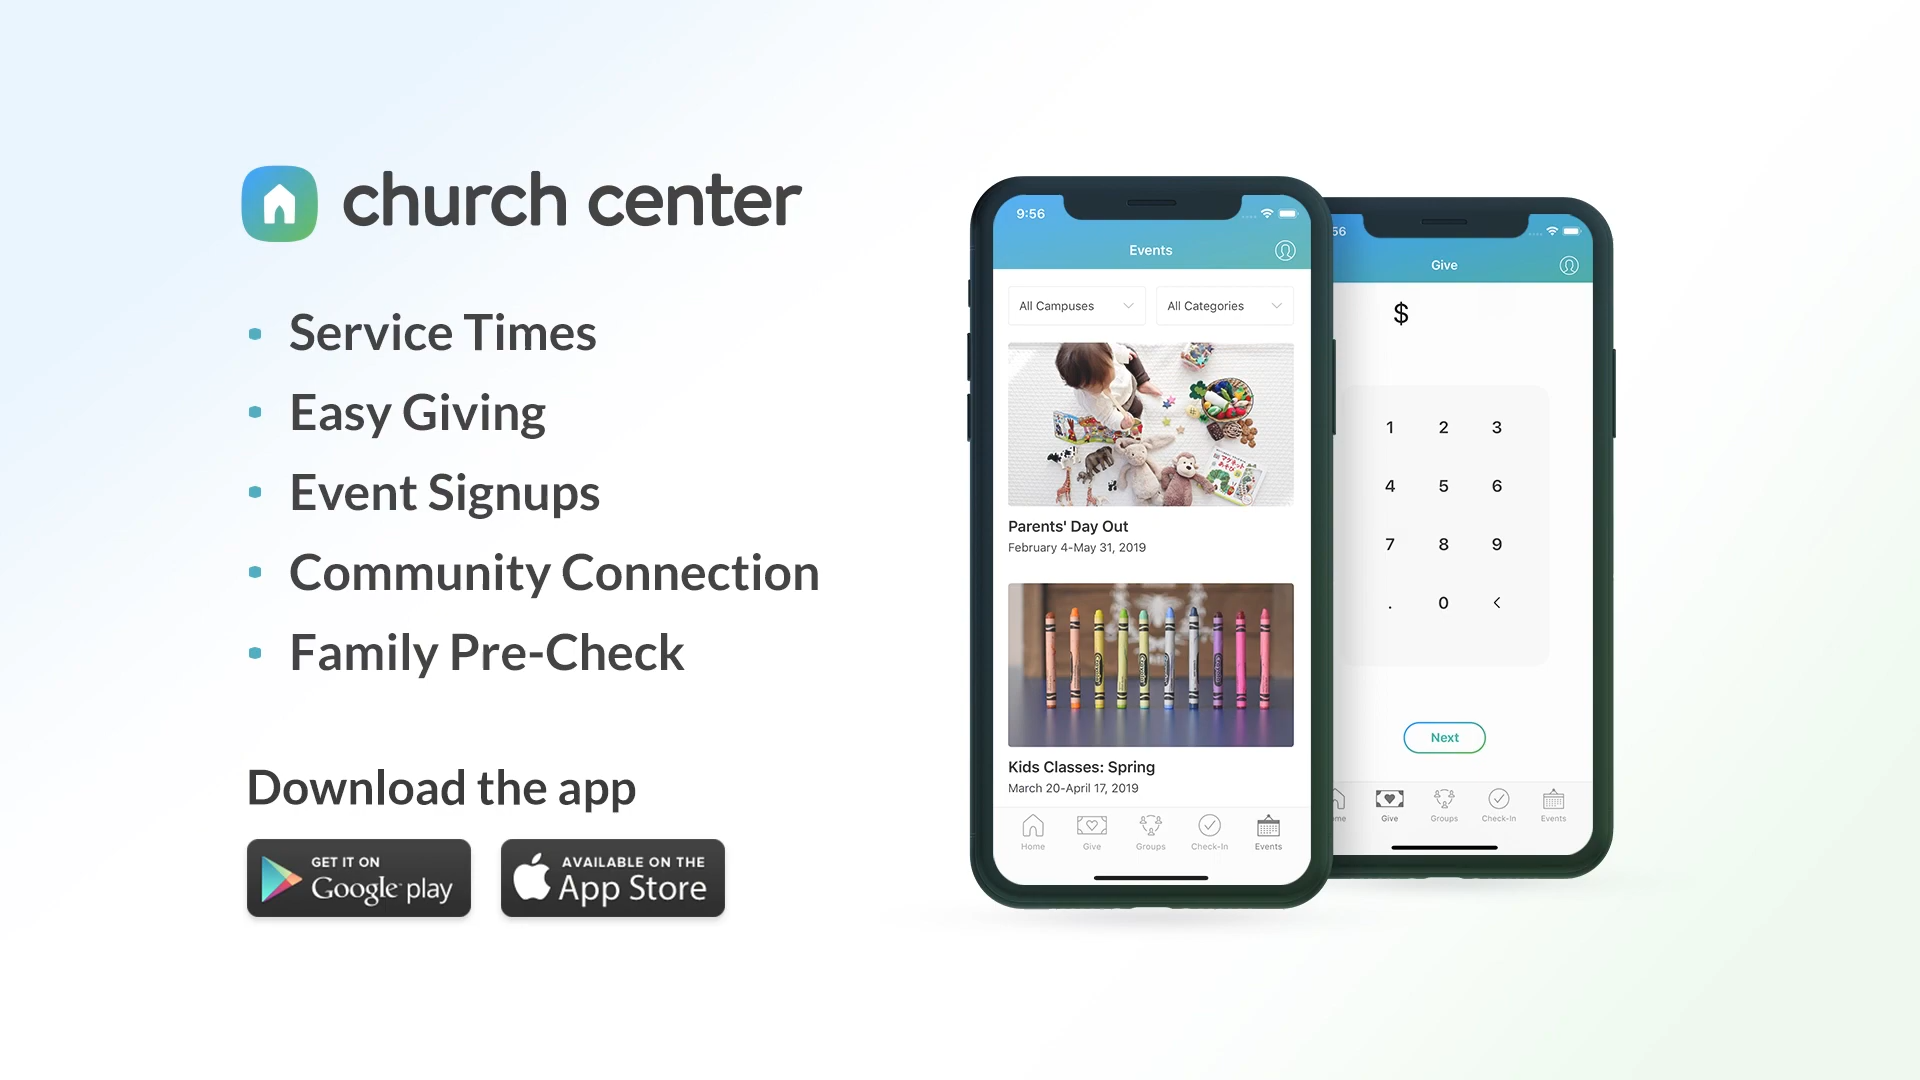 church center
Service Times
Easy Giving
Event Signups
Community Connection
Family Pre-Check
Download the app
GET IT ON
Google play
AVAILABLE ON THE
App Store
9:56
Events
All Campuses
All Categories
Parents' Day Out
February 4-May 31, 2019
Kids Classes: Spring
March 20-April 17, 2019
Home Give Groups Check-In Events
56
Give
$
1 2 3
4 5 6
7 8 9
. 0 <
Next
me Give Groups Check-In Events